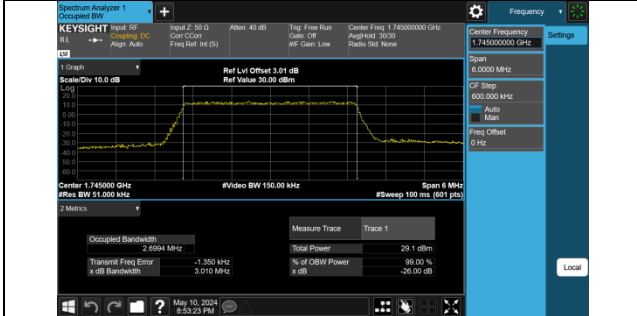 Spectrum Analyzer 1
Occupied BW
+
Frequency
KEYSIGHT Input: RF
RL
Coupling: DC
Align: Auto
Input Z: 50 Ω
Corr CCorr
Freq Ref: Int (S)
Atten: 40 dB
Trig: Free Run
Gate: Off
#IF Gain: Low
Center Freq: 1.745000000 GHz
Avg|Hold: 30/30
Radio Std: None
LXI
Center Frequency
1.745000000 GHz
Settings
Span
6.0000 MHz
CF Step
600.000 kHz
Auto
Man
Freq Offset
0 Hz
Local
1 Graph
Scale/Div 10.0 dB
Ref Lvl Offset 3.01 dB
Ref Value 30.00 dBm
Log
20.0
10.0
0.00
-10.0
-20.0
-30.0
-40.0
-50.0
-60.0
Center 1.745000 GHz
#Res BW 51.000 kHz
#Video BW 150.00 kHz
Span 6 MHz
#Sweep 100 ms (601 pts)
2 Metrics
Measure Trace
Trace 1
Occupied Bandwidth
2.6994 MHz
Total Power
29.1 dBm
Transmit Freq Error
-1.350 kHz
% of OBW Power
99.00 %
x dB Bandwidth
3.010 MHz
x dB
-26.00 dB
?
May 10, 2024
8:53:23 PM